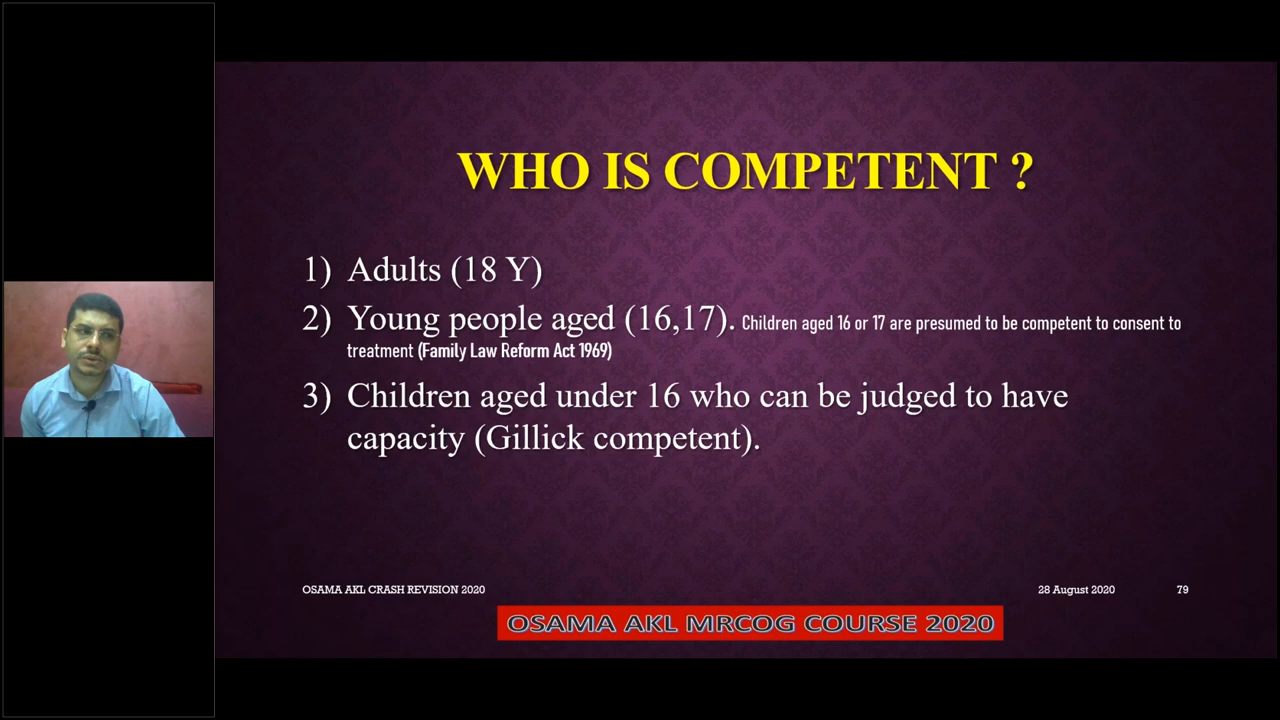 WHO IS COMPETENT ?
1) Adults (18 Y)
2) Young people aged (16,17). Children aged 16 or 17 are presumed to be competent to consent to
treatment (Family Law Reform Act 1969)
3) Children aged under 16 who can be judged to have
capacity (Gillick competent).
OSAMA AKL CRASH REVISION 2020
28 August 2020
79
OSAMA AKL MRCOG COURSE 2020